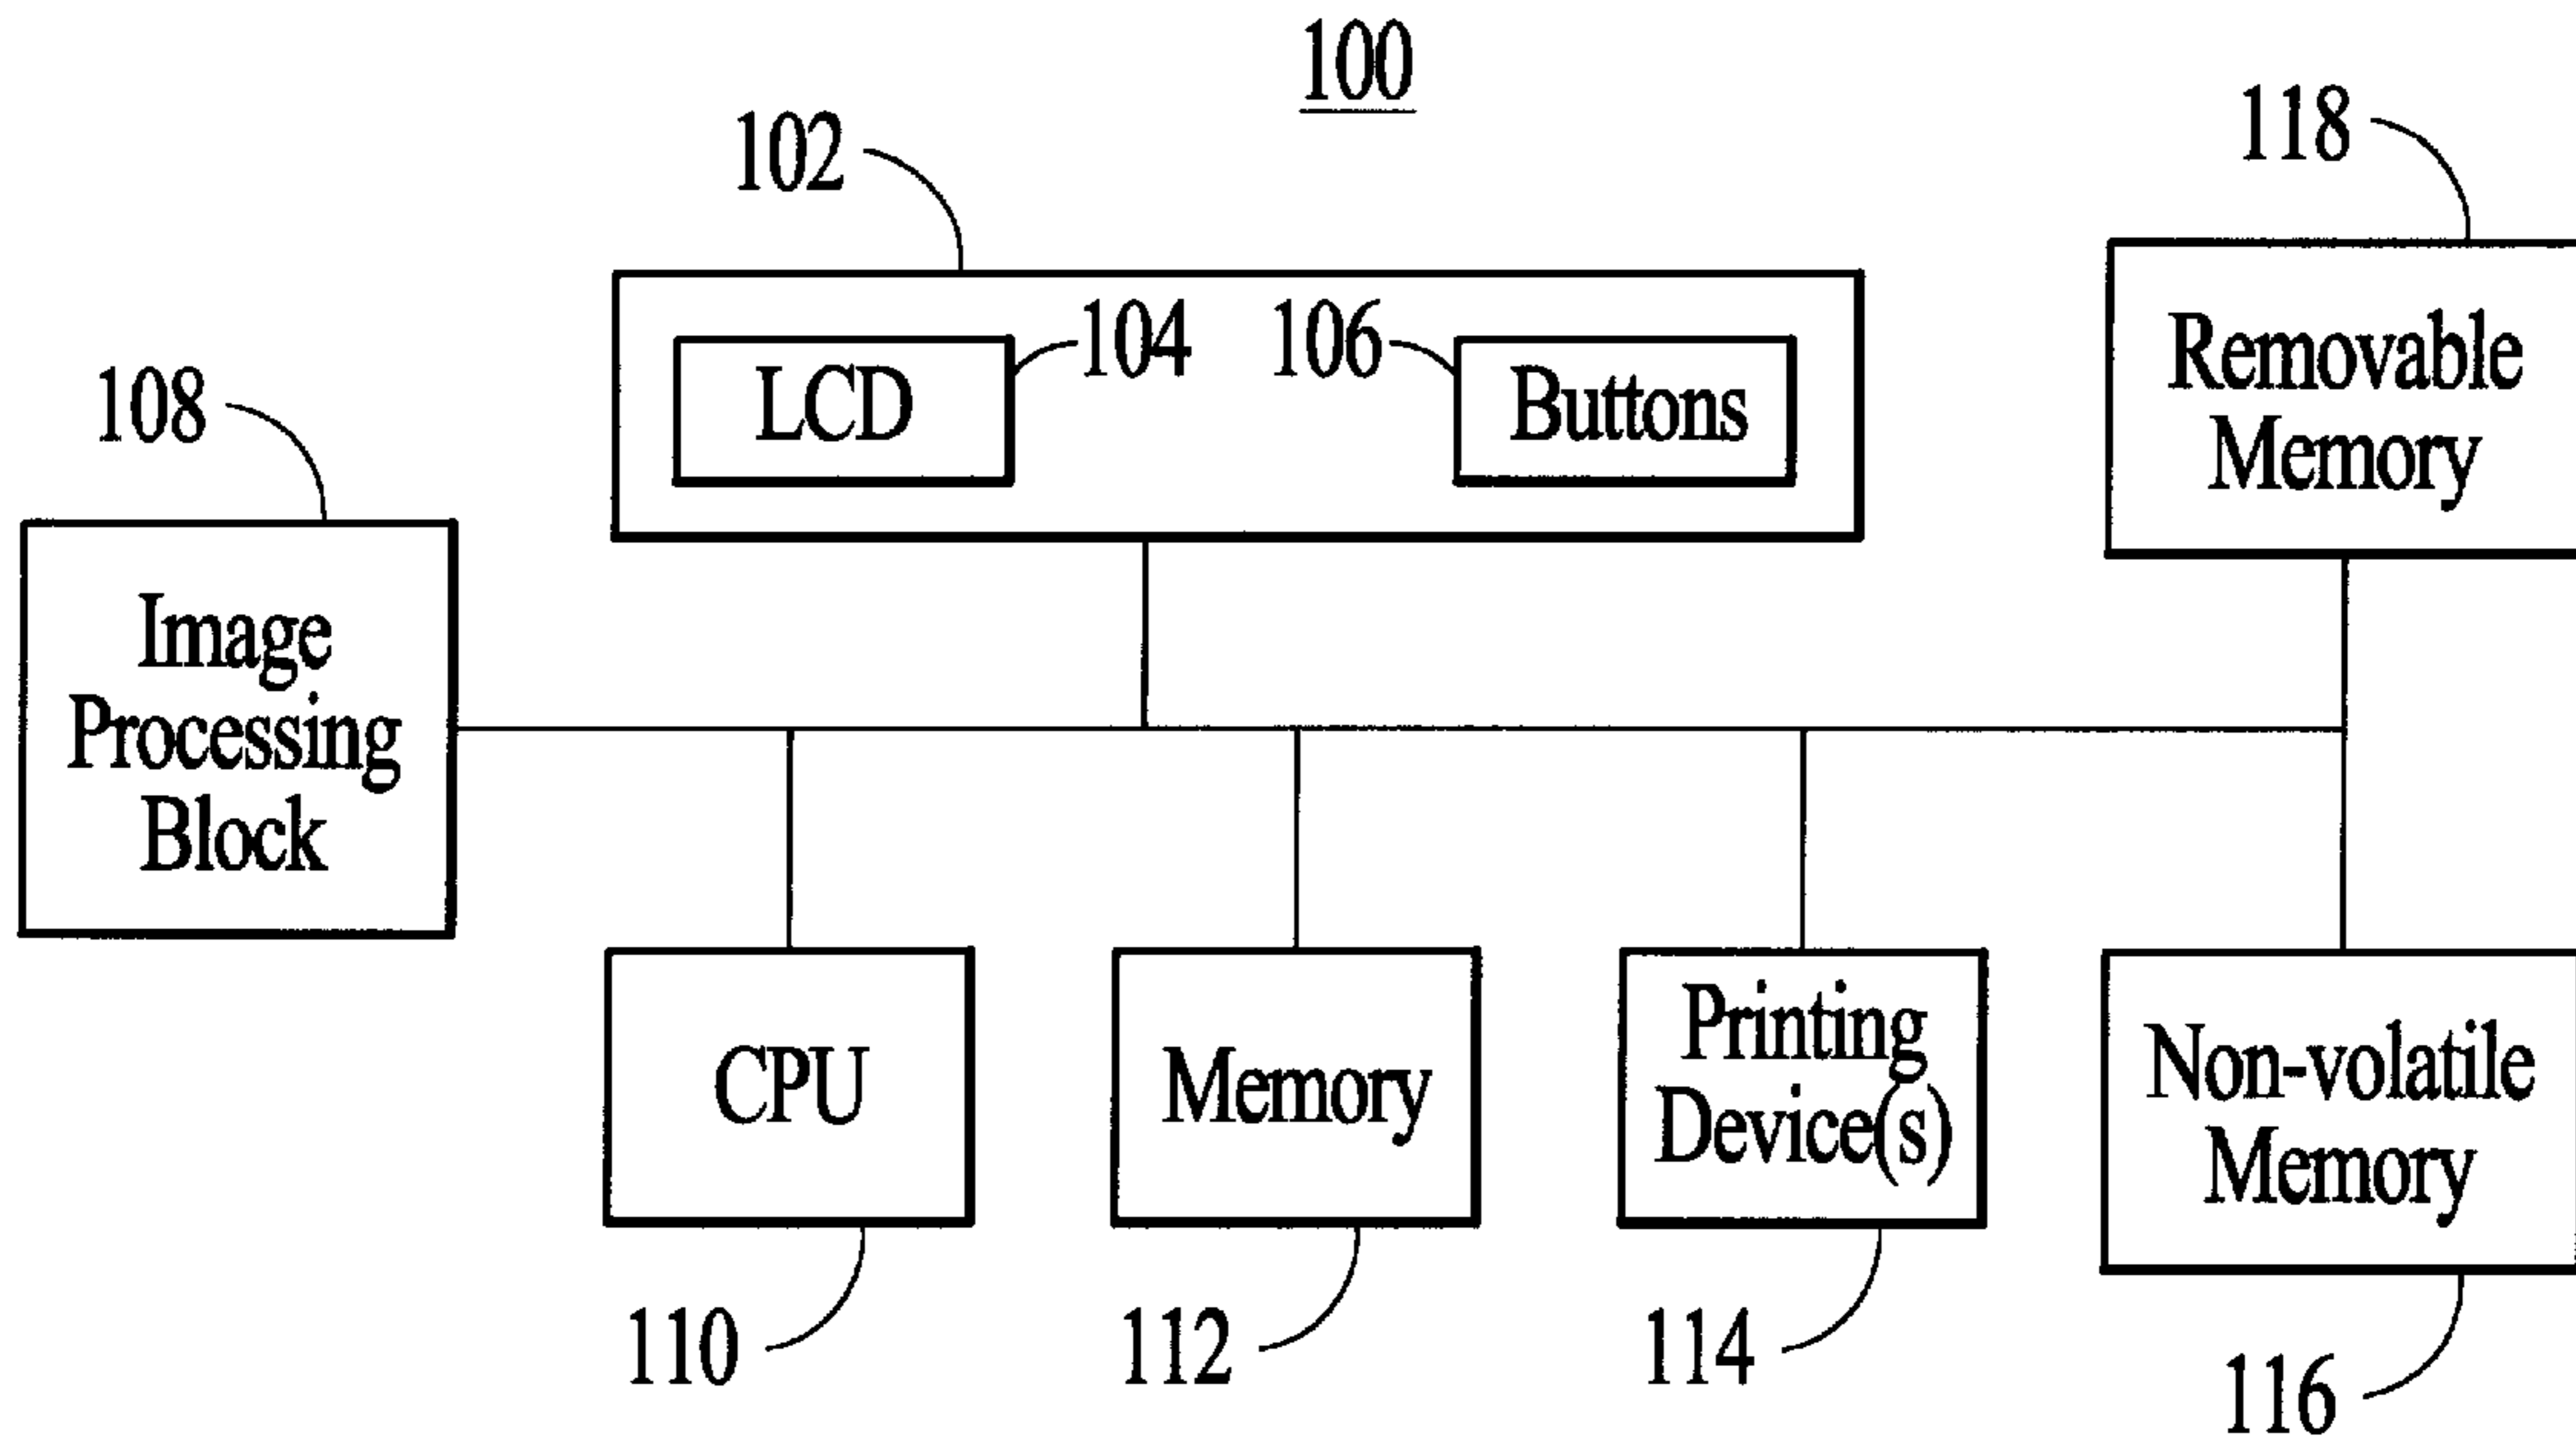 100
102
118
LCD
104
106
Buttons
Removable
Memory
108
Image
Processing
Block
CPU
Memory
Printing
Device(s)
Non-volatile
Memory
110
112
114
116